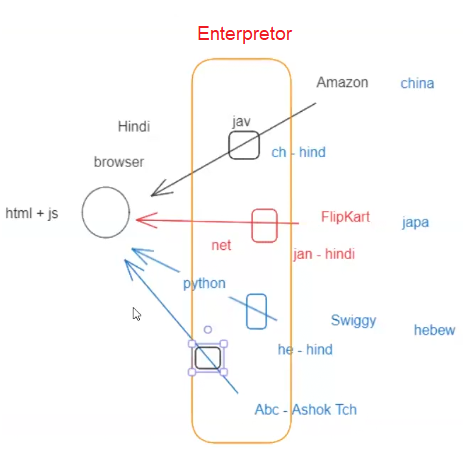 Enterpretor
Amazon
china
Hindi
jav
ch - hind
browser
html + js
FlipKart
japa
net
jan - hindi
python
Swiggy
hebew
he - hind
Abc - Ashok Tch